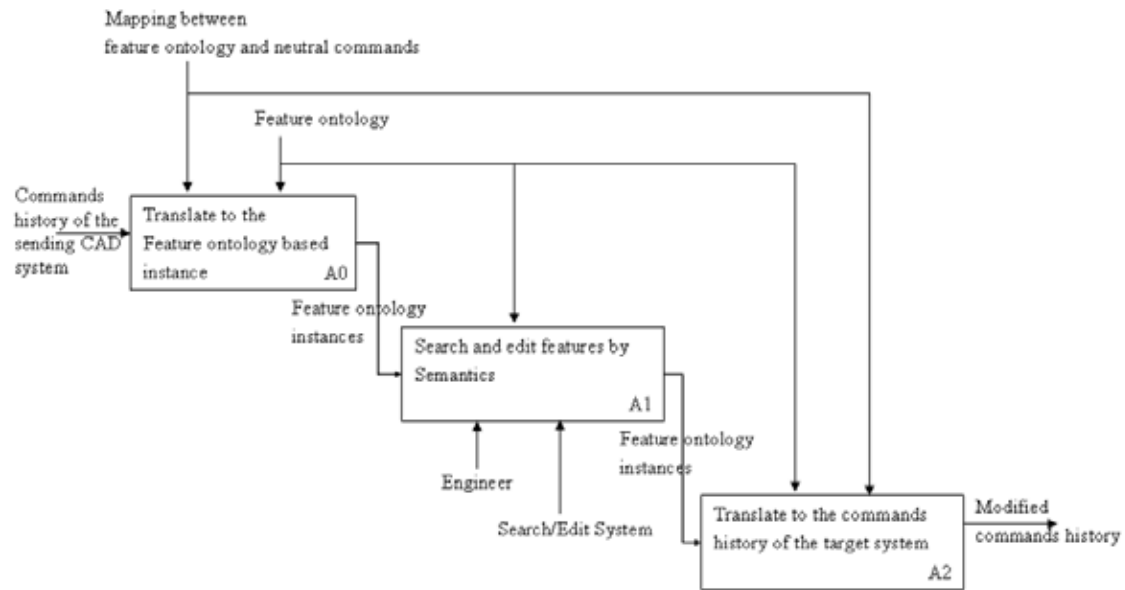 Mapping between
feature ontology and neutral commands
Feature ontology
Commands
history of the
sending CAD
system
Translate to the
Feature ontology based
instance
A0
Feature ontology
instances
Search and edit features by
Semantics
A1
Engineer
Search/Edit System
Feature ontology
instances
Translate to the commands
history of the target system
A2
Modified
commands history